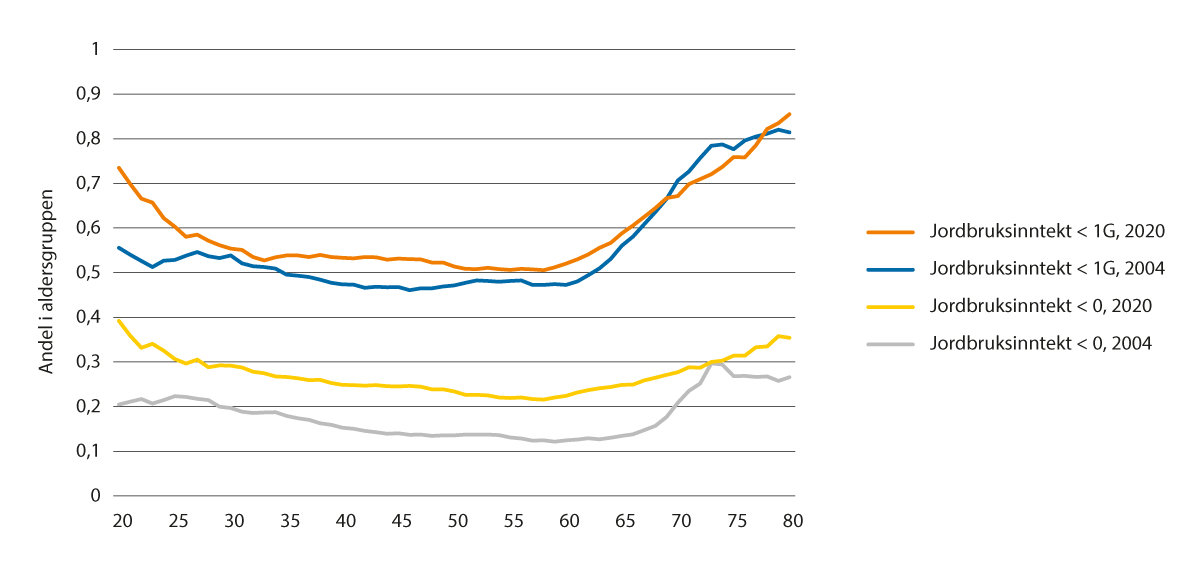 1
0,9
0,8
0,7
0,6
0,5
0,4
0,3
0,2
0,1
0
Andel i aldersgruppen
20 25 30 35 40 45 50 55 60 65 70 75 80
Jordbruksinntekt < 1G, 2020
Jordbruksinntekt < 1G, 2004
Jordbruksinntekt < 0, 2020
Jordbruksinntekt < 0, 2004